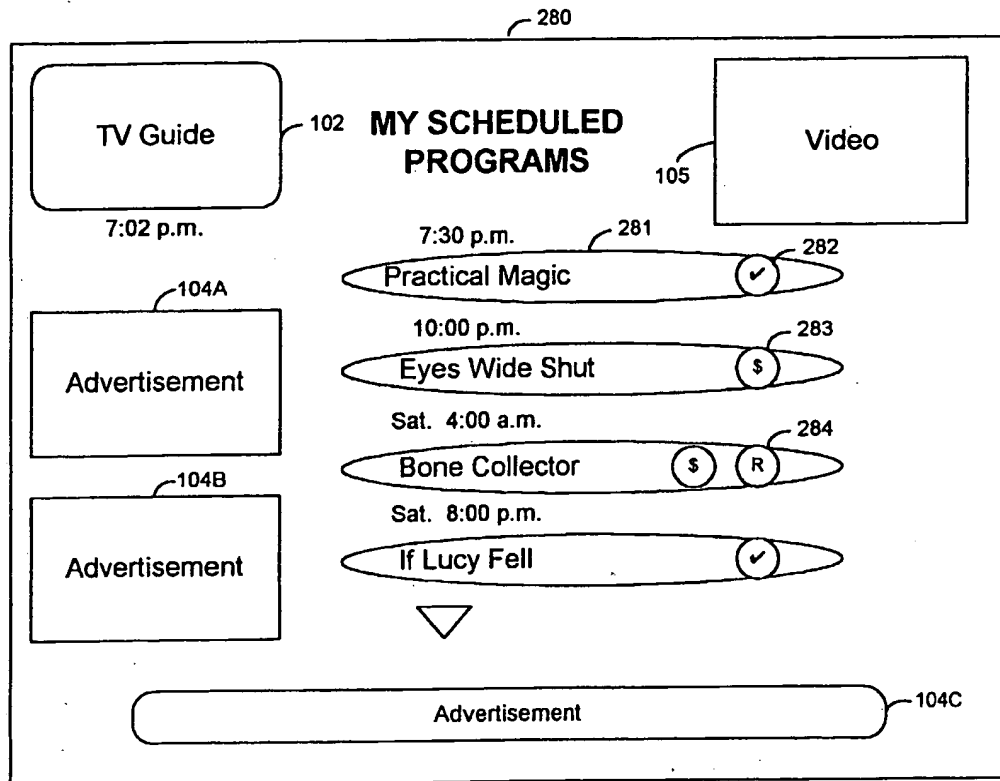 280
TV Guide
102
MY SCHEDULED
PROGRAMS
105
Video
7:02 p.m.
7:30 p.m.
281
Practical Magic
✓
282
104A
Advertisement
10:00 p.m.
283
Eyes Wide Shut
$
Sat. 4:00 a.m.
284
Bone Collector
$
R
104B
Advertisement
Sat. 8:00 p.m.
If Lucy Fell
✓
Advertisement
104C